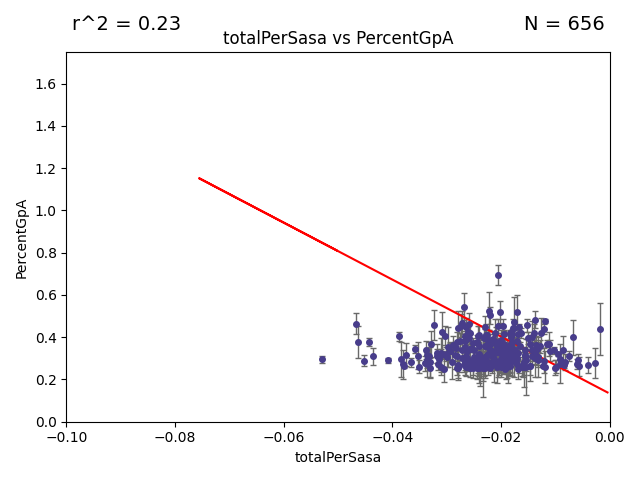 r^2 = 0.23
N = 656
totalPerSasa vs PercentGpA
1.6
1.4
1.2
1.0
0.8
0.6
0.4
0.2
0.0
PercentGpA
−0.10 −0.08 −0.06 −0.04 −0.02 0.00
totalPerSasa